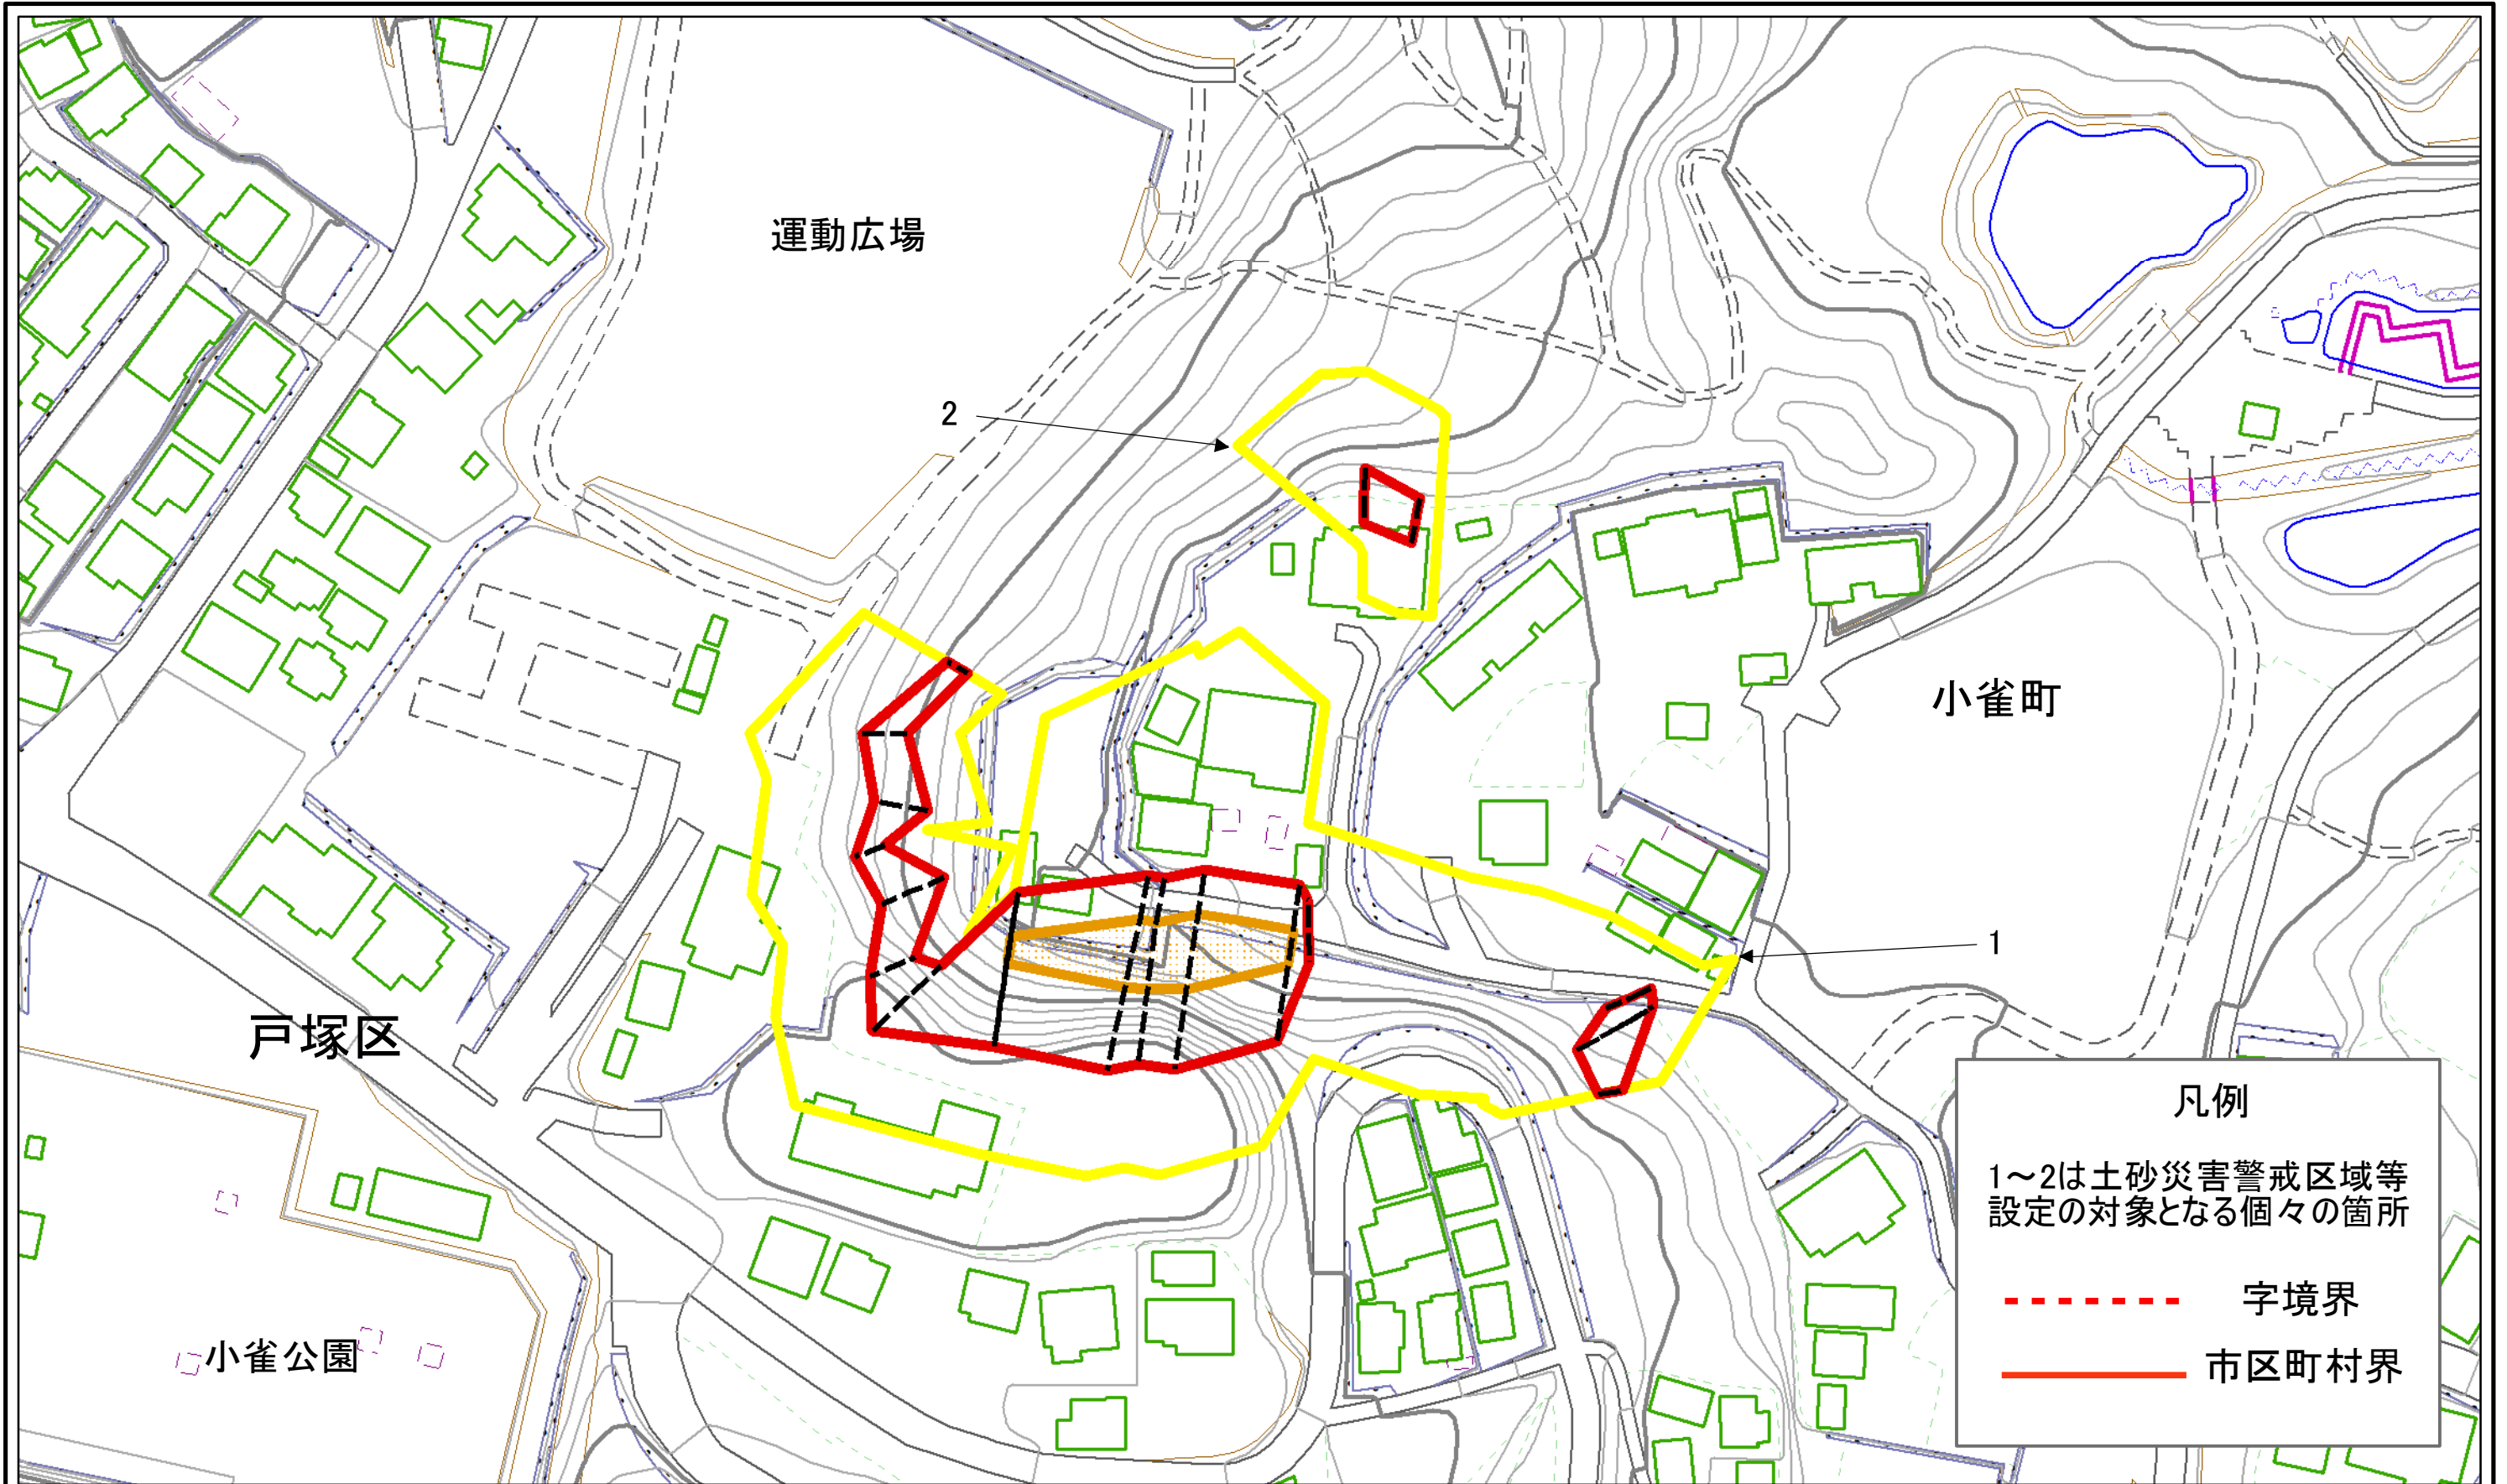 運動広場
2
小雀町
1
戸塚区
小雀公園
凡例
1～2は土砂災害警戒区域等
設定の対象となる個々の箇所
字境界
市区町村界